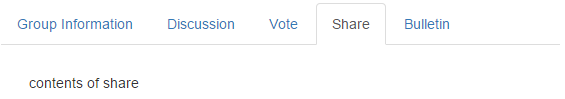 Group Information Discussion Vote Share Bulletin
contents of share